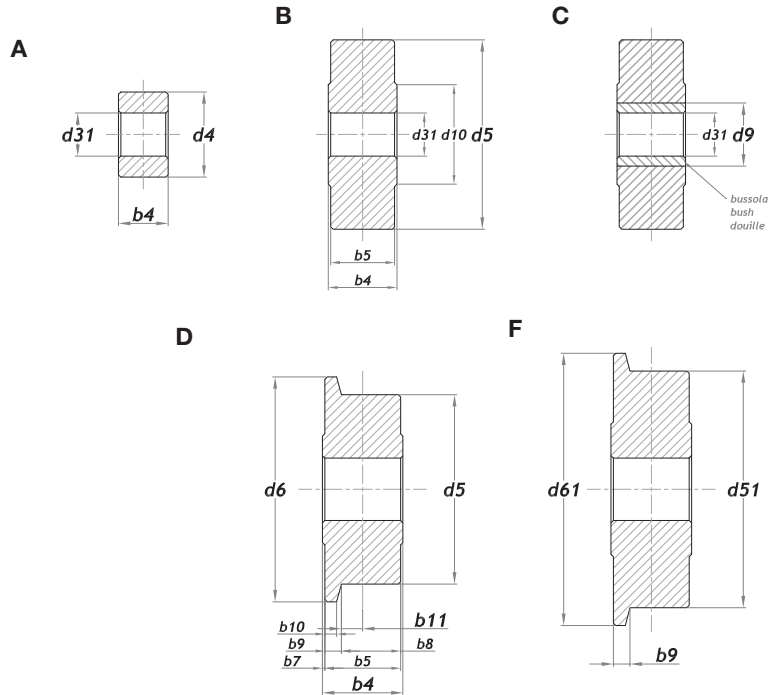 A
d31 d4
b4
B
d31 d10 d5
b5
b4
C
d31 d9
bussola
bush
douille
D
d6 d5
b10 b11
b9 b8
b7 b5
b4
F
d61 d51
b9